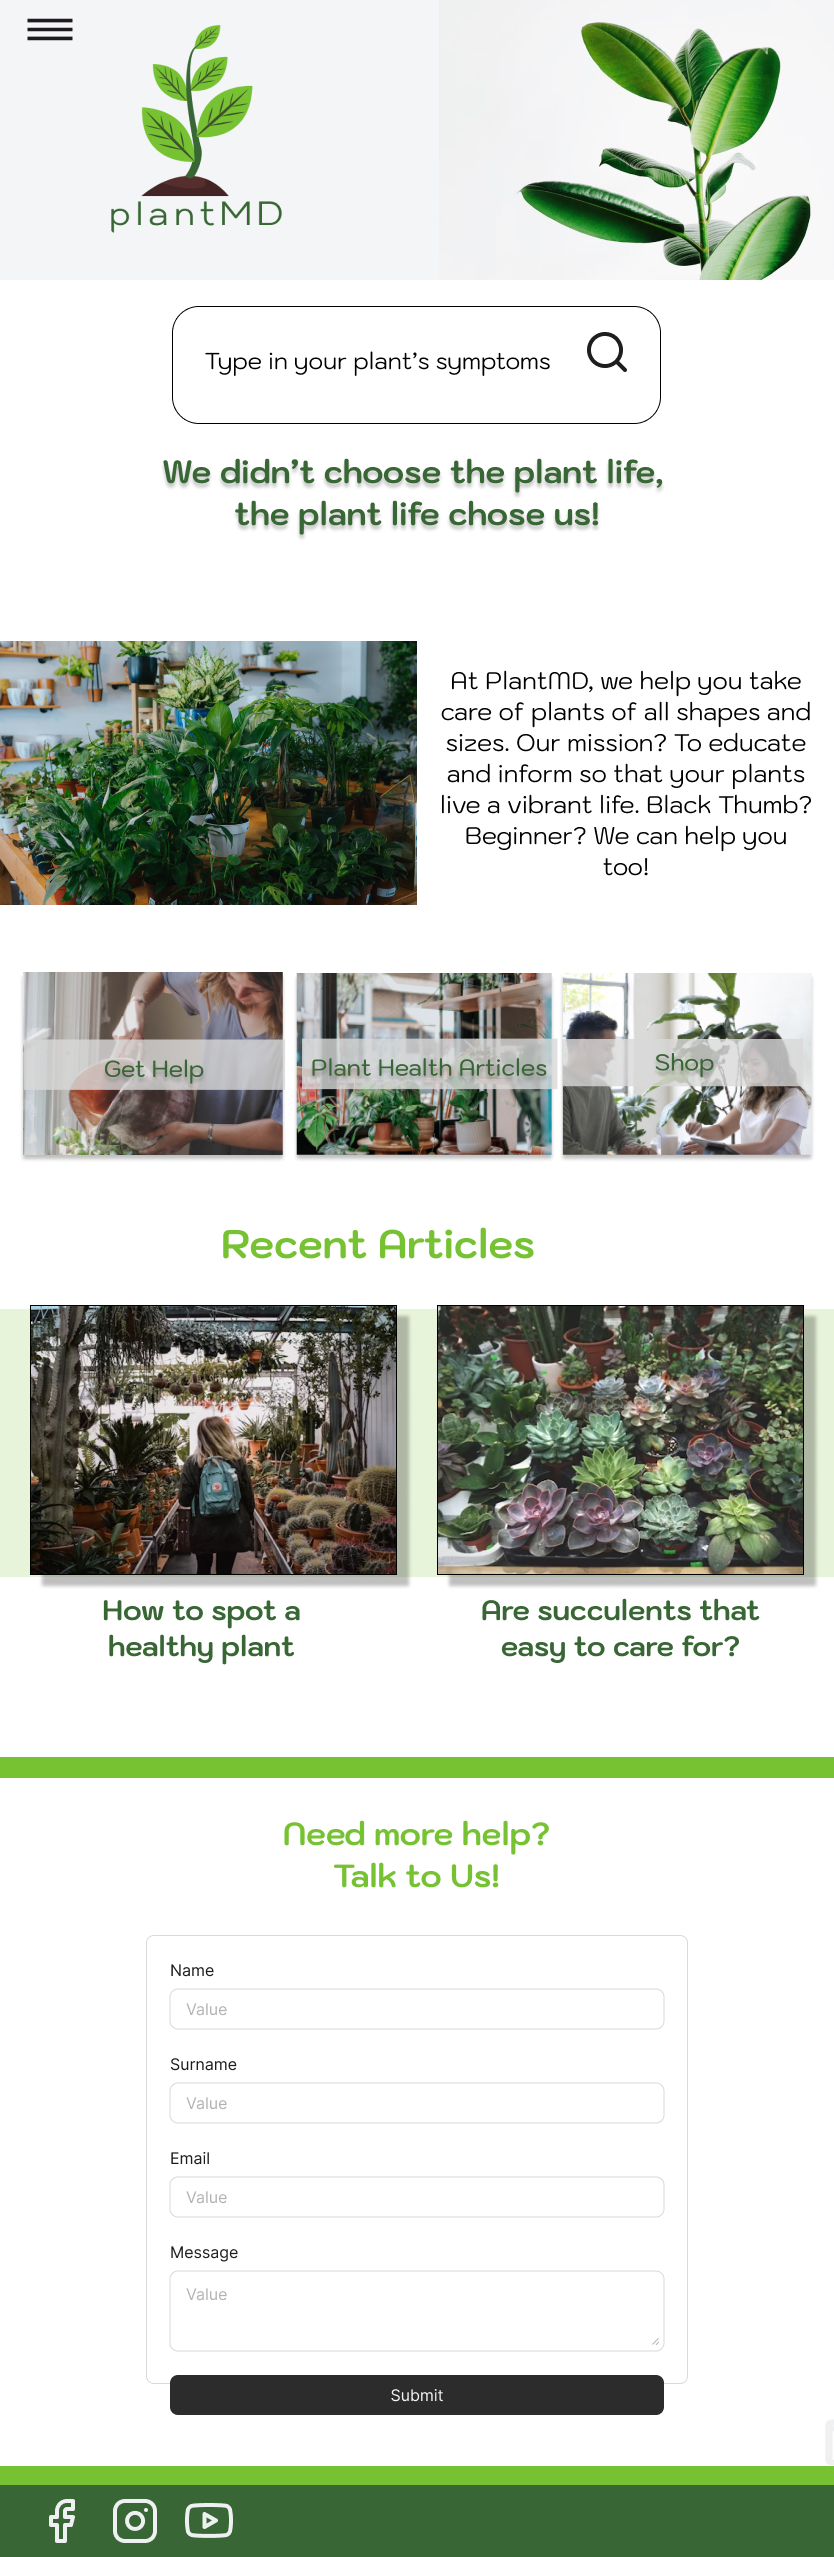 plantMD
Type in your plant’s symptoms
We didn’t choose the plant life,
the plant life chose us!
At PlantMD, we help you take
care of plants of all shapes and
sizes. Our mission? To educate
and inform so that your plants
live a vibrant life. Black Thumb?
Beginner? We can help you
too!
Get Help
Plant Health Articles
Shop
Recent Articles
How to spot a
healthy plant
Are succulents that
easy to care for?
Need more help?
Talk to Us!
Name
Value
Surname
Value
Email
Value
Message
Value
Submit